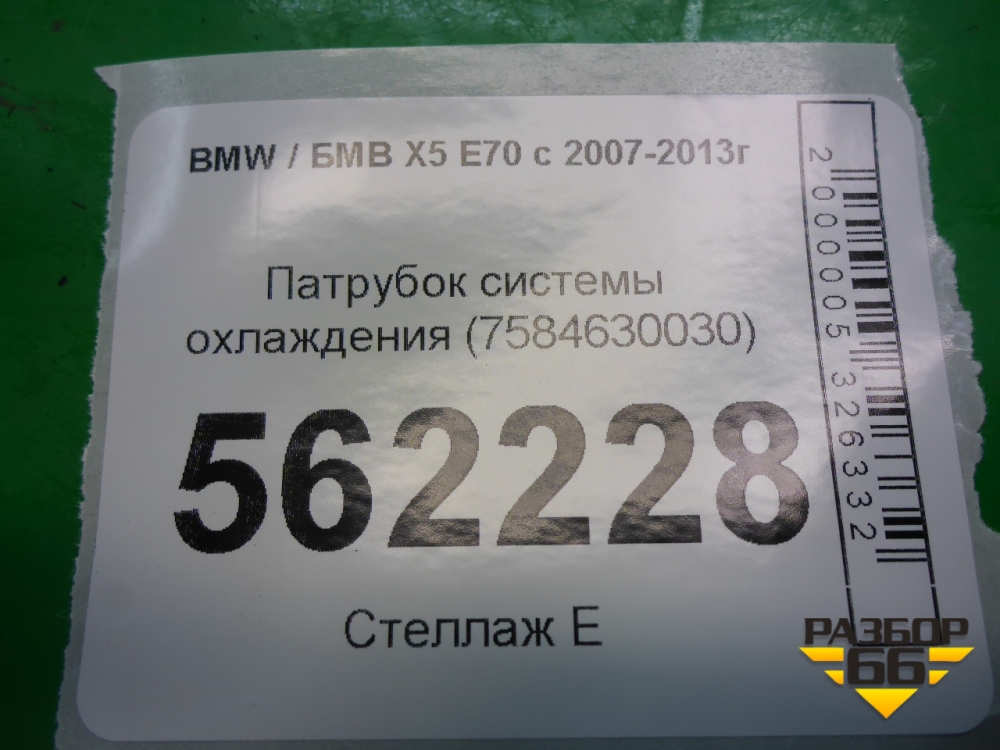 BMW / БМВ X5 E70 с 2007-2013г
Патрубок системы
охлаждения (7584630030)
562228
Стеллаж Е
2000005326332
РАЗБОР
66